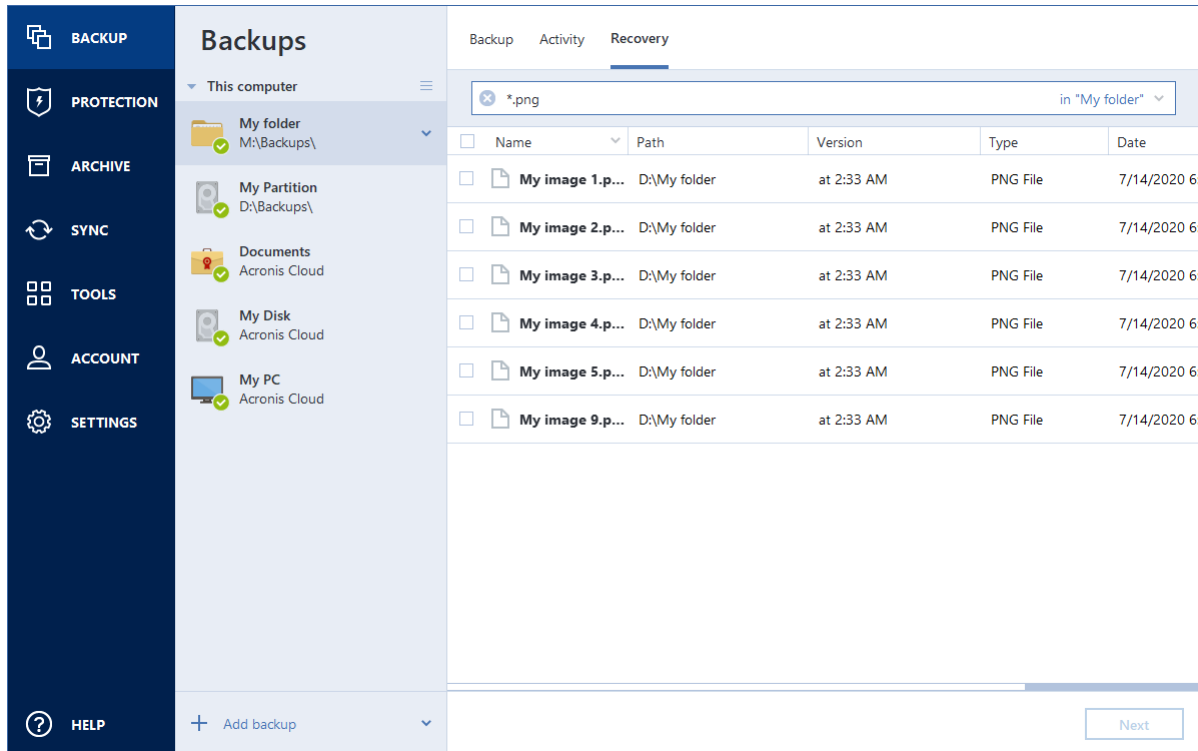 BACKUP
PROTECTION
ARCHIVE
SYNC
TOOLS
ACCOUNT
SETTINGS
HELP
Backups
This computer
My folder
M:\Backups\
My Partition
D:\Backups\
Documents
Acronis Cloud
My Disk
Acronis Cloud
My PC
Acronis Cloud
Add backup
Backup Activity Recovery
*.png in "My folder"
Name Path Version Type Date
My image 1.p... D:\My folder at 2:33 AM PNG File 7/14/2020 6
My image 2.p... D:\My folder at 2:33 AM PNG File 7/14/2020 6
My image 3.p... D:\My folder at 2:33 AM PNG File 7/14/2020 6
My image 4.p... D:\My folder at 2:33 AM PNG File 7/14/2020 6
My image 5.p... D:\My folder at 2:33 AM PNG File 7/14/2020 6
My image 9.p... D:\My folder at 2:33 AM PNG File 7/14/2020 6
Next